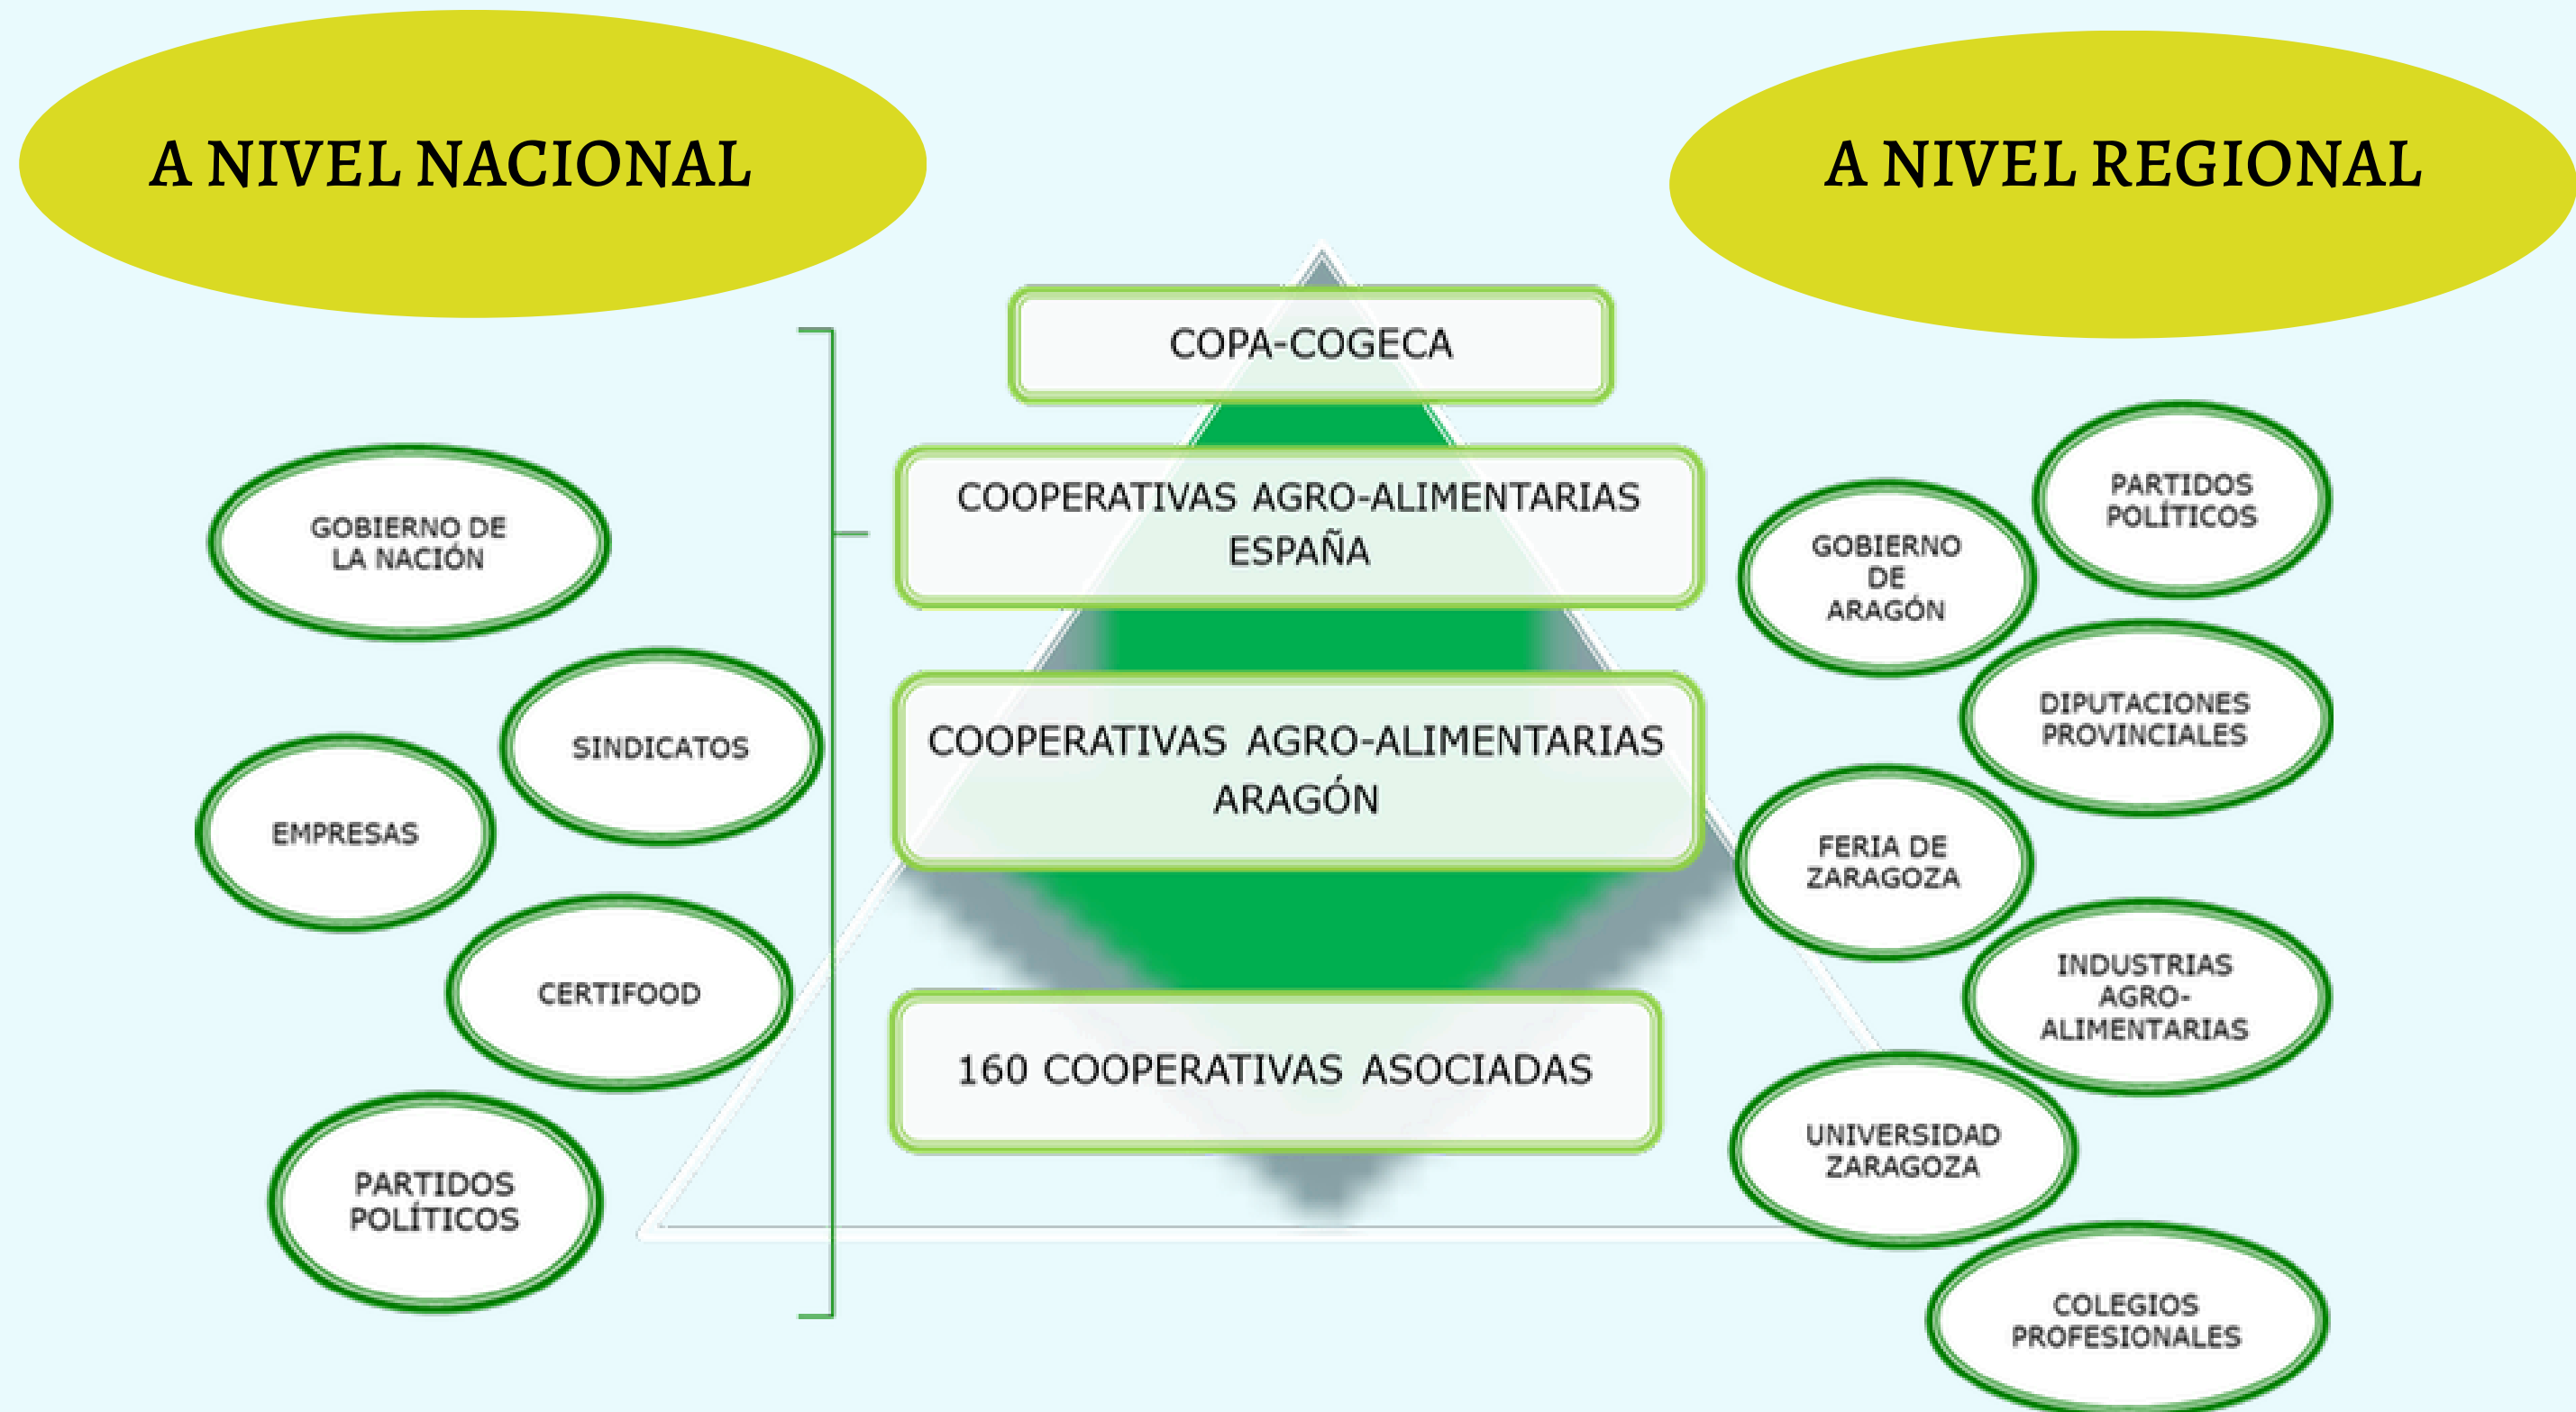 A NIVEL NACIONAL
A NIVEL REGIONAL
COPA-COGECA
COOPERATIVAS AGRO-ALIMENTARIAS
ESPAÑA
COOPERATIVAS AGRO-ALIMENTARIAS
ARAGÓN
160 COOPERATIVAS ASOCIADAS
GOBIERNO DE
LA NACIÓN
SINDICATOS
EMPRESAS
CERTIFOOD
PARTIDOS
POLÍTICOS
PARTIDOS
POLÍTICOS
GOBIERNO
DE
ARAGÓN
DIPUTACIONES
PROVINCIALES
FERIA DE
ZARAGOZA
INDUSTRIAS
AGRO-
ALIMENTARIAS
UNIVERSIDAD
ZARAGOZA
COLEGIOS
PROFESIONALES